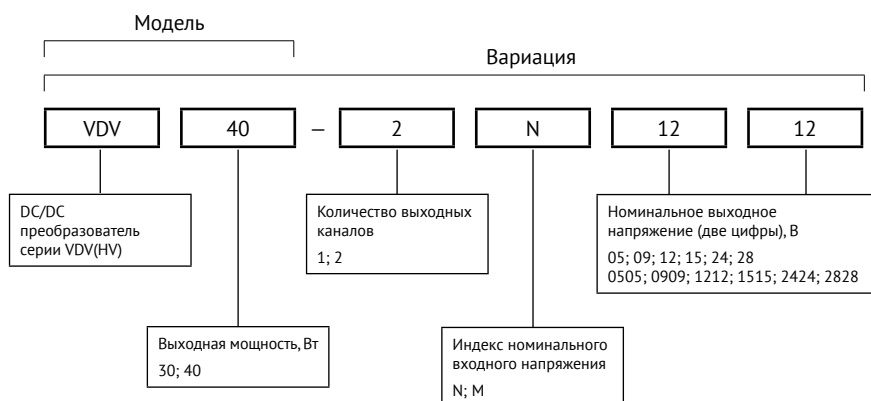 Модель
Вариация
VDV 40 – 2 N 12 12
DC/DC
преобразователь
серии VDV(HV)
Количество выходных
каналов
1; 2
Номинальное выходное
напряжение (две цифры), В
05; 09; 12; 15; 24; 28
0505; 0909; 1212; 1515; 2424; 2828
Выходная мощность, Вт
30; 40
Индекс номинального
входного напряжения
N; M